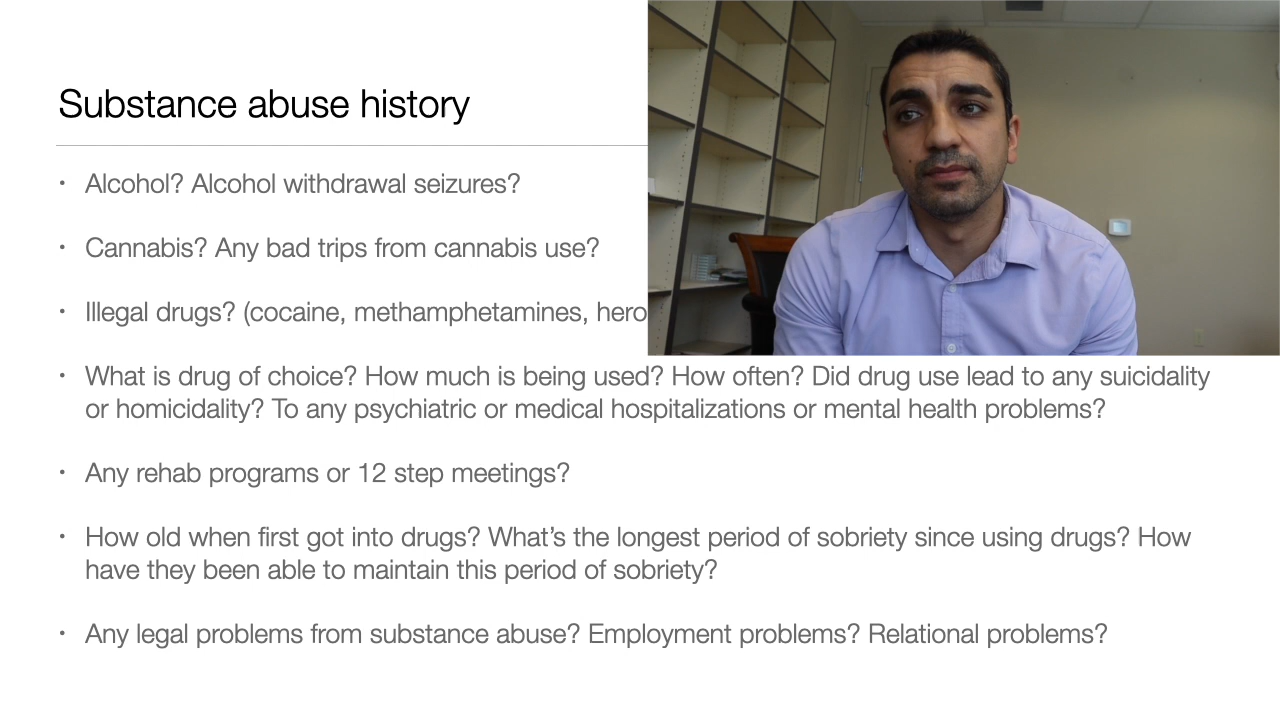 Substance abuse history
• Alcohol? Alcohol withdrawal seizures?
• Cannabis? Any bad trips from cannabis use?
• Illegal drugs? (cocaine, methamphetamines,
• What is drug of choice? How much is being used? How often? Did drug use lead to any suicidality
or homicidality? To any psychiatric or medical hospitalizations or mental health problems?
• Any rehab programs or 12 step meetings?
• How old when first got into drugs? What’s the longest period of sobriety since using drugs? How
have they been able to maintain this period of sobriety?
• Any legal problems from substance abuse? Employment problems? Relational problems?